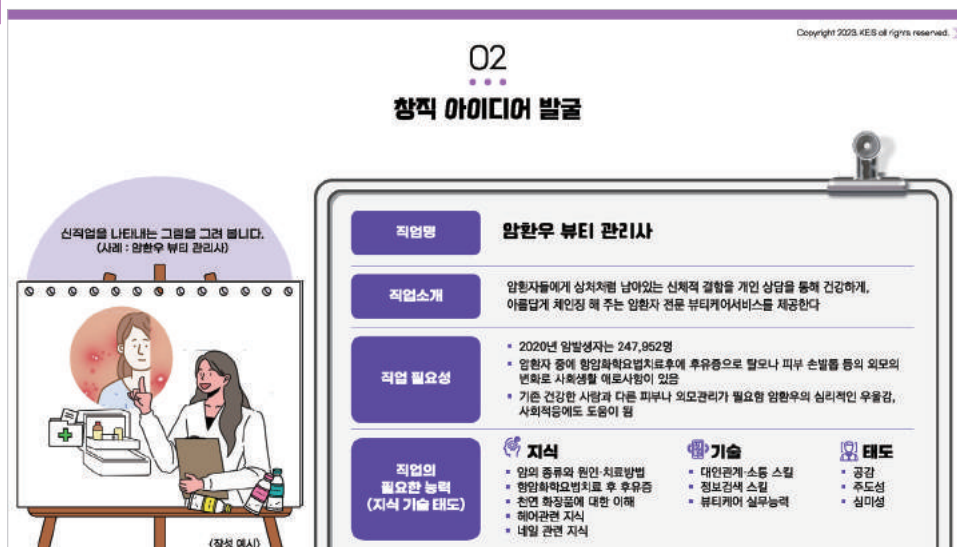 Copyright 2023. KES all rights reserved.
02
창직 아이디어 발굴
신직업을 나타내는 그림을 그려 봅니다.
(사례 : 암환우 뷰티 관리사)
<작성 예시>
직업명
암환우 뷰티 관리사
직업소개
암환자들에게 상처처럼 남아있는 신체적 결함을 개인 상담을 통해 건강하게,
아름답게 체인징 해 주는 암환자 전문 뷰티케어서비스를 제공한다
직업 필요성
▪ 2020년 암발생자는 247,952명
▪ 암환자 중에 항암화학요법치료후에 후유증으로 탈모나 피부 손발톱 등의 외모의
변화로 사회생활 애로사항이 있음
▪ 기존 건강한 사람과 다른 피부나 외모관리가 필요함 암환우의 심리적인 우울감,
사회적응에도 도움이 됨
직업의
필요한 능력
(지식 기술 태도)
지식
▪ 암의 종류와 원인·치료방법
▪ 항암화학요법치료 후 후유증
▪ 천연 화장품에 대한 이해
▪ 헤어관련 지식
▪ 네일 관련 지식
기술
▪ 대인관계·소통 스킬
▪ 정보검색 스킬
▪ 뷰티케어 실무능력
태도
▪ 공감
▪ 주도성
▪ 심미성